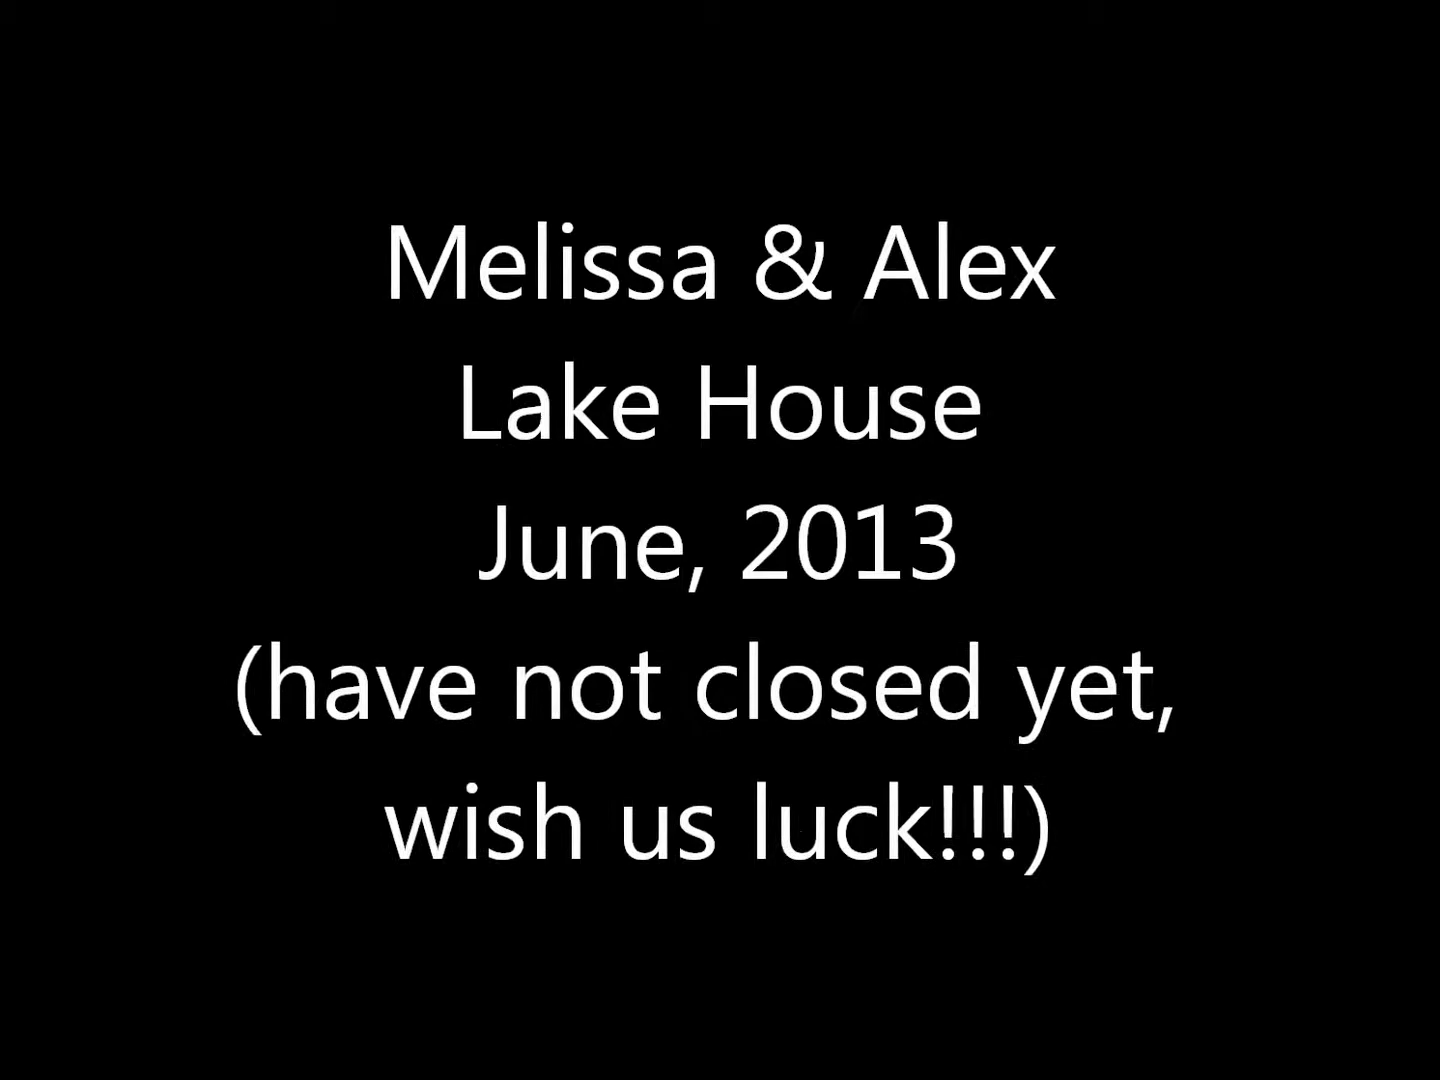 Melissa & Alex
Lake House
June, 2013
(have not closed yet,
wish us luck!!!)